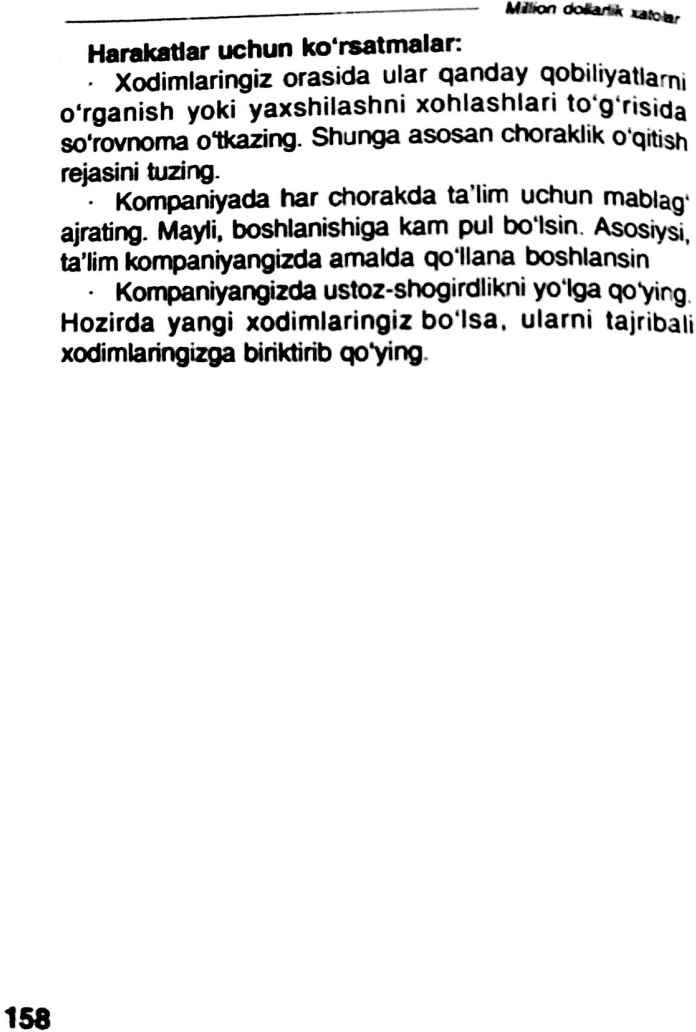 Million dollarlik xatolar
Harakatlar uchun ko‘rsatmalar:
· Xodimlaringiz orasida ular qanday qobiliyatlarni
o‘rganish yoki yaxshilashni xohlashlari to‘g‘risida
so‘rovnoma o‘tkazing. Shunga asosan choraklik o‘qitish
rejasini tuzing.
· Kompaniyada har chorakda ta’lim uchun mablag‘
ajrating. Mayli, boshlanishiga kam pul bo‘lsin. Asosiysi,
ta’lim kompaniyangizda amalda qo‘llana boshlansin
· Kompaniyangizda ustoz-shogirdlikni yo‘lga qo‘ying.
Hozirda yangi xodimlaringiz bo‘lsa, ularni tajribali
xodimlaringizga biriktirib qo‘ying.
158